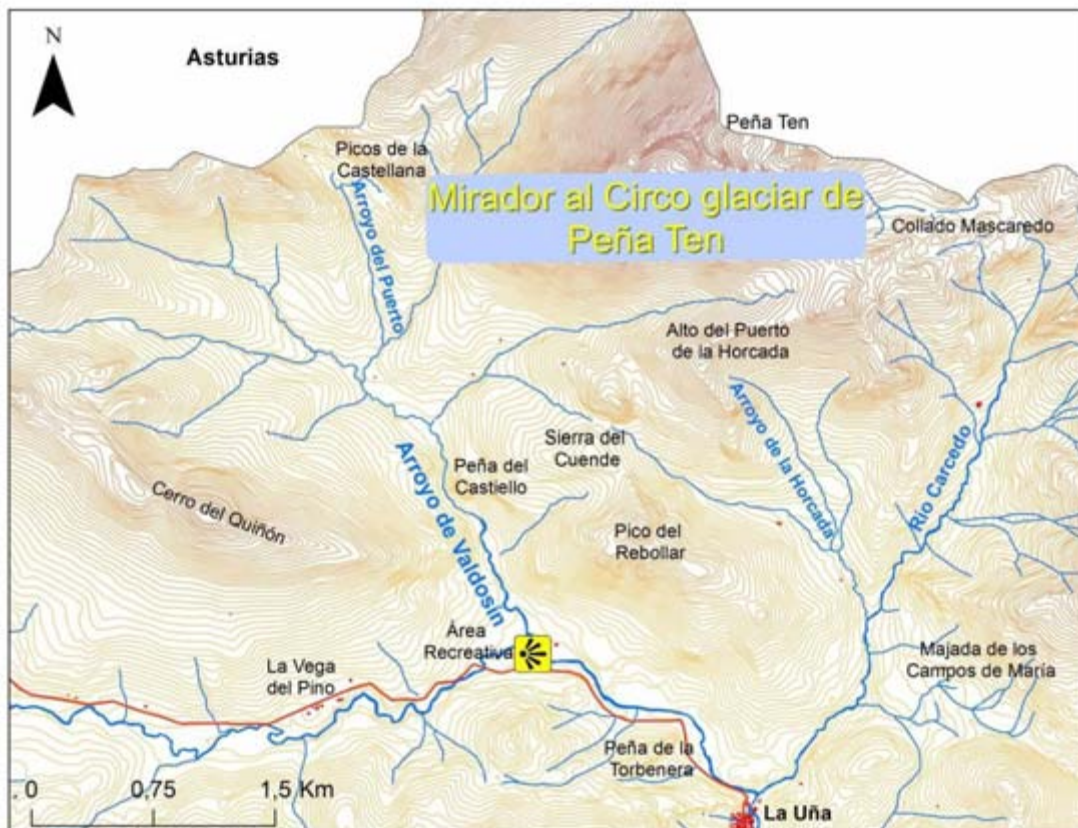 N
Asturias
Peña Ten
Picos de la
Castellana
Mirador al Circo glaciar de
Peña Ten
Collado Mascaredo
Arroyo del Puerto
Alto del Puerto
de la Horcada
Arroyo de la Horcada
Río Carcedo
Sierra del
Cuende
Arroyo de Valdosín
Peña del
Castiello
Cerro del Quiñón
Pico del
Rebollar
Área
Recreativa
La Vega
del Pino
Majada de los
Campos de María
Peña de la
Torbenera
0 0,75 1,5 Km
La Uña